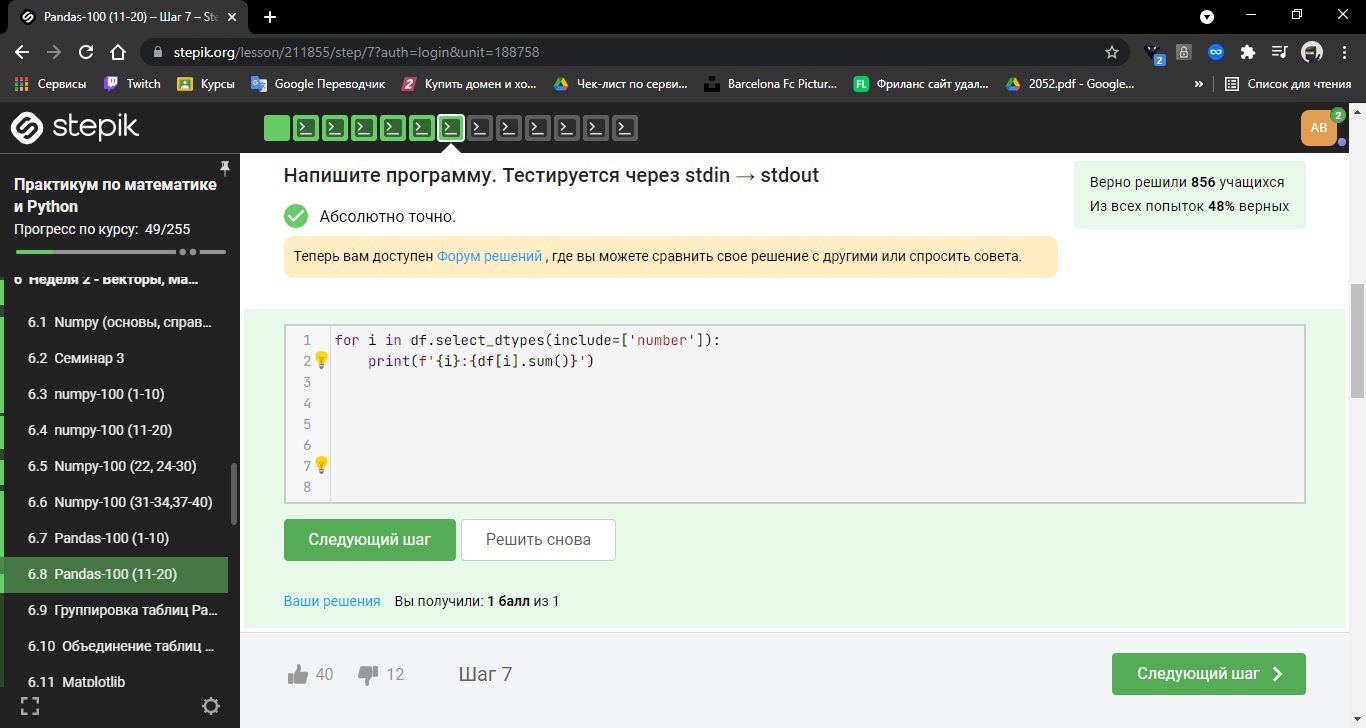 Pandas-100 (11-20) – Шаг 7 – Ste
stepik.org/lesson/211855/step/7?auth=login&unit=188758
2
Сервисы Twitch Курсы Google Переводчик Купить домен и хо... Чек-лист по серви... Barcelona Fc Pictur... FL Фриланс сайт удал... 2052.pdf - Google... » Список для чтения
stepik
AB 2
Практикум по математике
и Python
Прогресс по курсу: 49/255
6 Неделя 2 - Векторы, Ма...
6.1 Numpy (основы, справ...
6.2 Семинар 3
6.3 numpy-100 (1-10)
6.4 numpy-100 (11-20)
6.5 Numpy-100 (22, 24-30)
6.6 Numpy-100 (31-34,37-40)
6.7 Pandas-100 (1-10)
6.8 Pandas-100 (11-20)
6.9 Группировка таблиц Pa...
6.10 Объединение таблиц ...
6.11 Matplotlib
Напишите программу. Тестируется через stdin → stdout
Абсолютно точно.
Теперь вам доступен Форум решений , где вы можете сравнить свое решение с другими или спросить совета.
Верно решили 856 учащихся
Из всех попыток 48% верных
1 for i in df.select_dtypes(include=['number']):
2     print(f'{i}:{df[i].sum()}')
3
4
5
6
7
8
Следующий шаг Решить снова
Ваши решения Вы получили: 1 балл из 1
40 12 Шаг 7 Следующий шаг